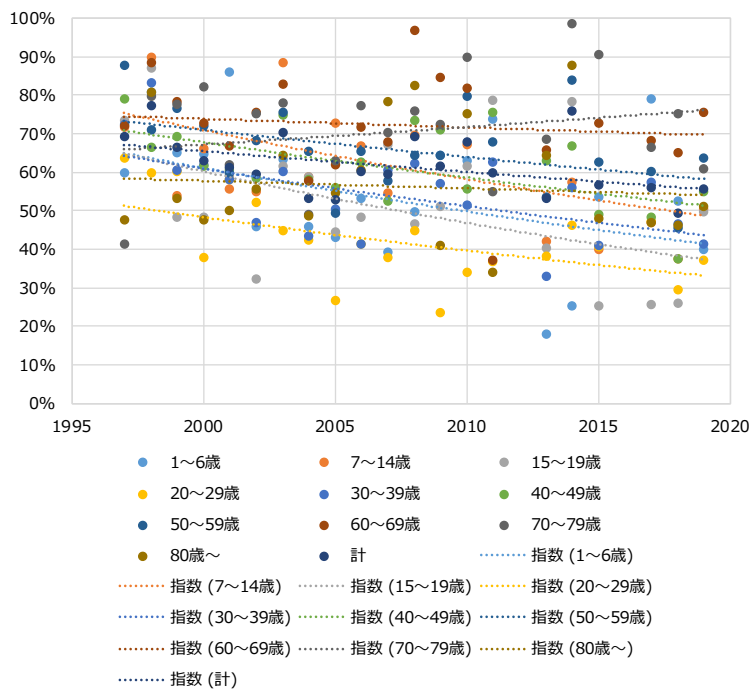 100%
90%
80%
70%
60%
50%
40%
30%
20%
10%
0%
1995 2000 2005 2010 2015 2020
1～6歳 7～14歳 15～19歳
20～29歳 30～39歳 40～49歳
50～59歳 60～69歳 70～79歳
80歳～ 計 指数 (1～6歳)
指数 (7～14歳) 指数 (15～19歳) 指数 (20～29歳)
指数 (30～39歳) 指数 (40～49歳) 指数 (50～59歳)
指数 (60～69歳) 指数 (70～79歳) 指数 (80歳～)
指数 (計)